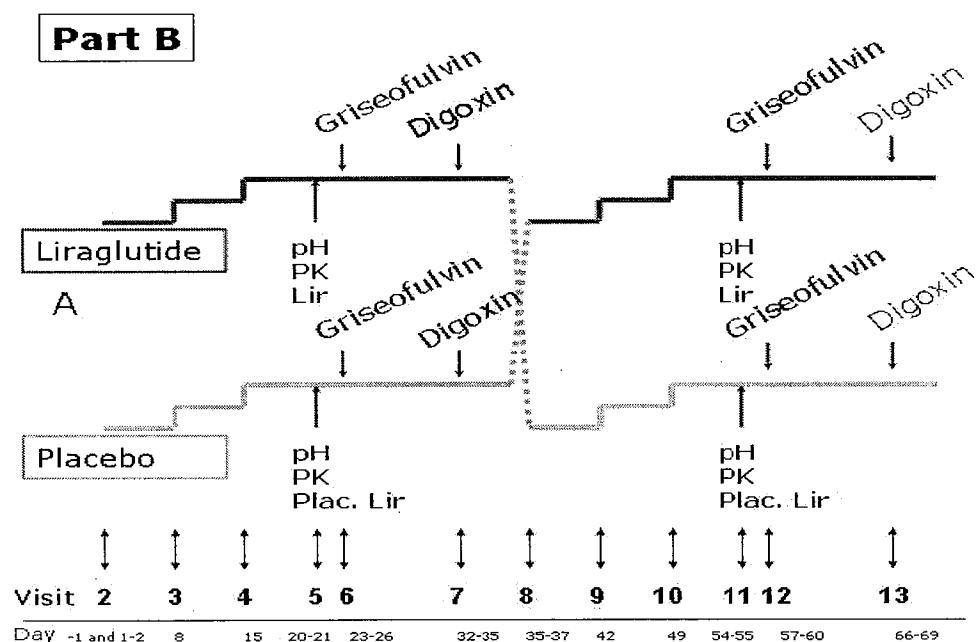 Part B
Griseofulvin
Digoxin
Griseofulvin
Digoxin
Liraglutide
A
pH
PK
Lir
pH
PK
Lir
Griseofulvin
Digoxin
Griseofulvin
Digoxin
Placebo
pH
PK
Plac. Lir
pH
PK
Plac. Lir
Visit 2 3 4 5 6 7 8 9 10 11 12 13
Day -1 and 1-2 8 15 20-21 23-26 32-35 35-37 42 49 54-55 57-60 66-69